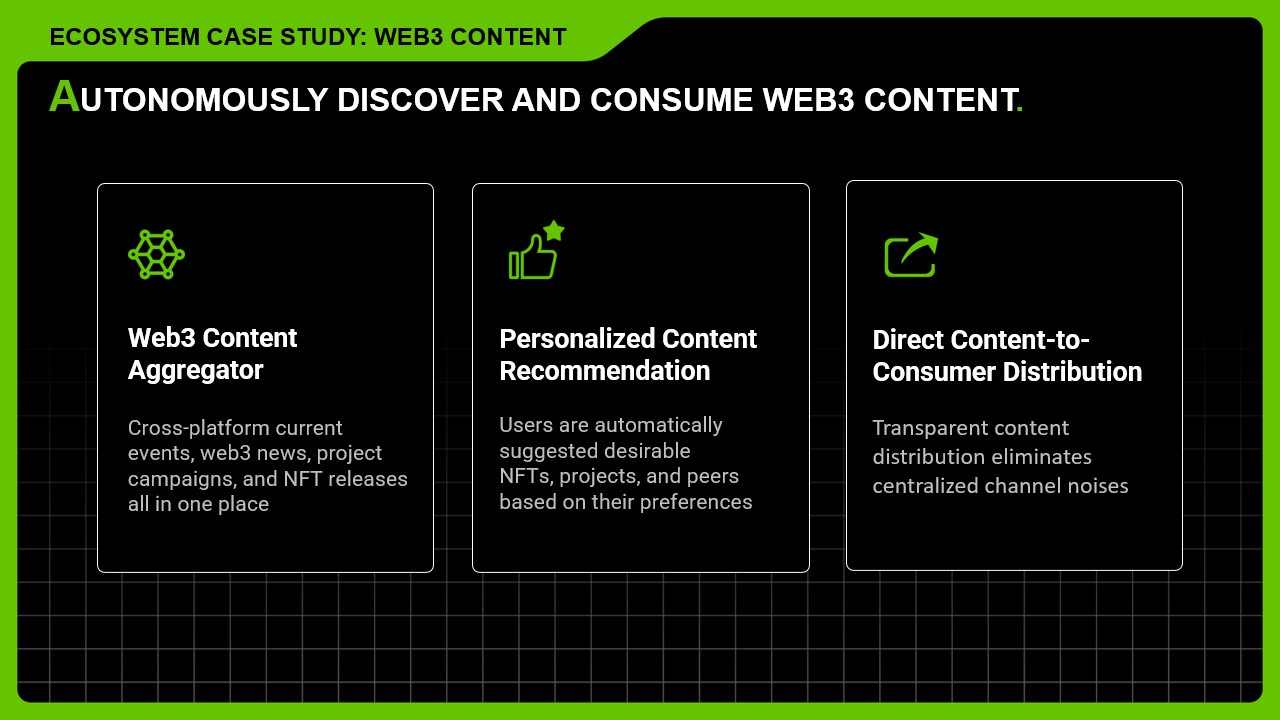 ECOSYSTEM CASE STUDY: WEB3 CONTENT
AUTONOMOUSLY DISCOVER AND CONSUME WEB3 CONTENT.
Web3 Content
Aggregator
Cross-platform current
events, web3 news, project
campaigns, and NFT releases
all in one place
Personalized Content
Recommendation
Users are automatically
suggested desirable
NFTs, projects, and peers
based on their preferences
Direct Content-to-
Consumer Distribution
Transparent content
distribution eliminates
centralized channel noises